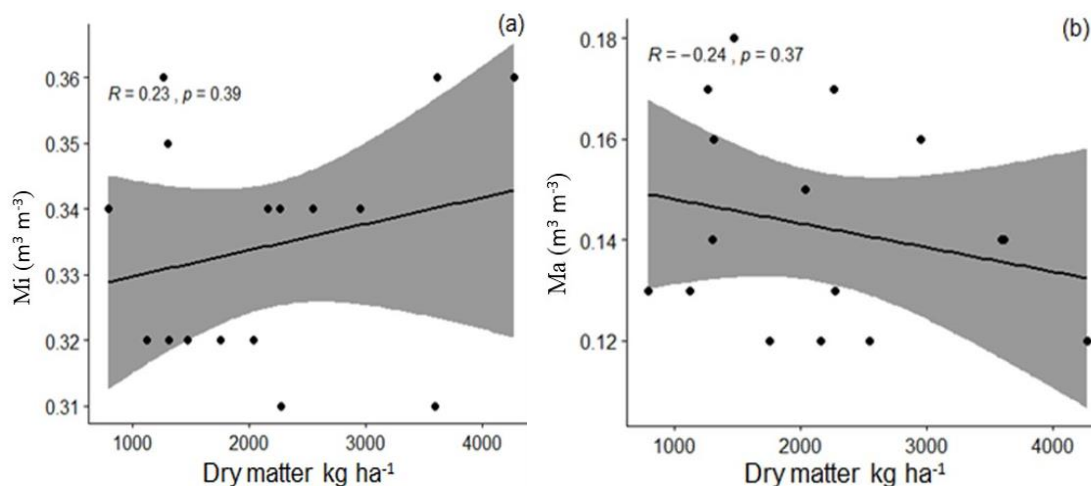 (a)
R = 0.23 , p = 0.39
0.36
0.35
0.34
0.33
0.32
0.31
Mi (m³ m⁻³)
1000 2000 3000 4000
Dry matter kg ha⁻¹
(b)
R = −0.24 , p = 0.37
0.18
0.16
0.14
0.12
Ma (m³ m⁻³)
1000 2000 3000 4000
Dry matter kg ha⁻¹